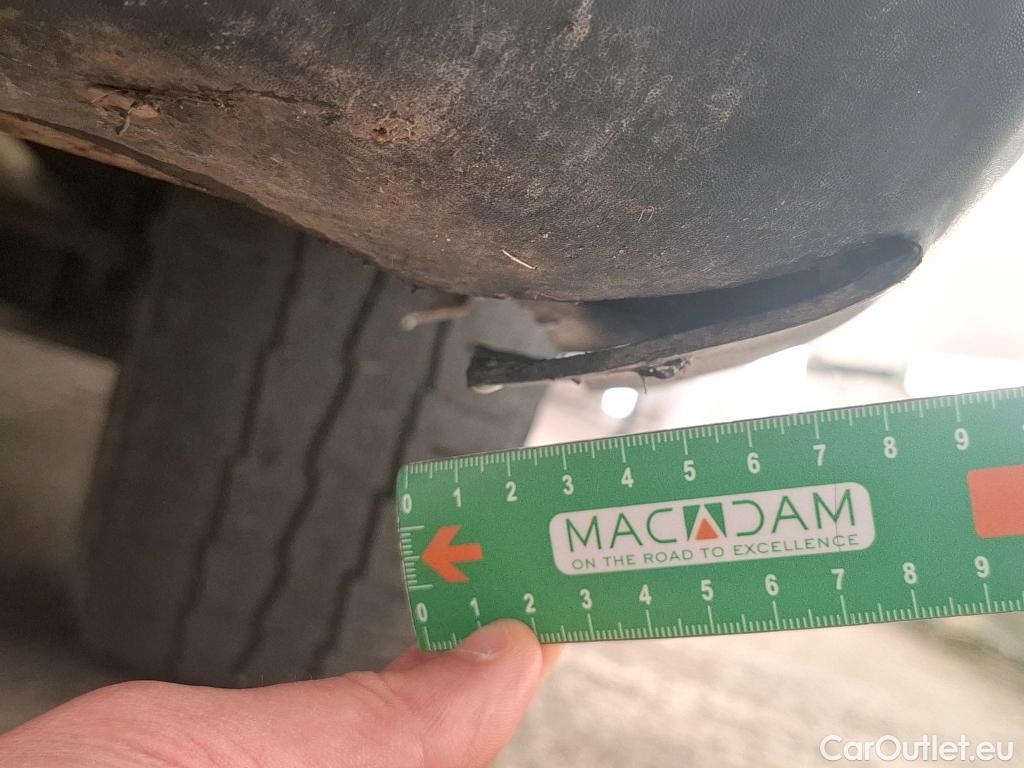 0 1 2 3 4 5 6 7 8 9
MACADAM
ON THE ROAD TO EXCELLENCE
0 1 2 3 4 5 6 7 8 9
CarOutlet.eu